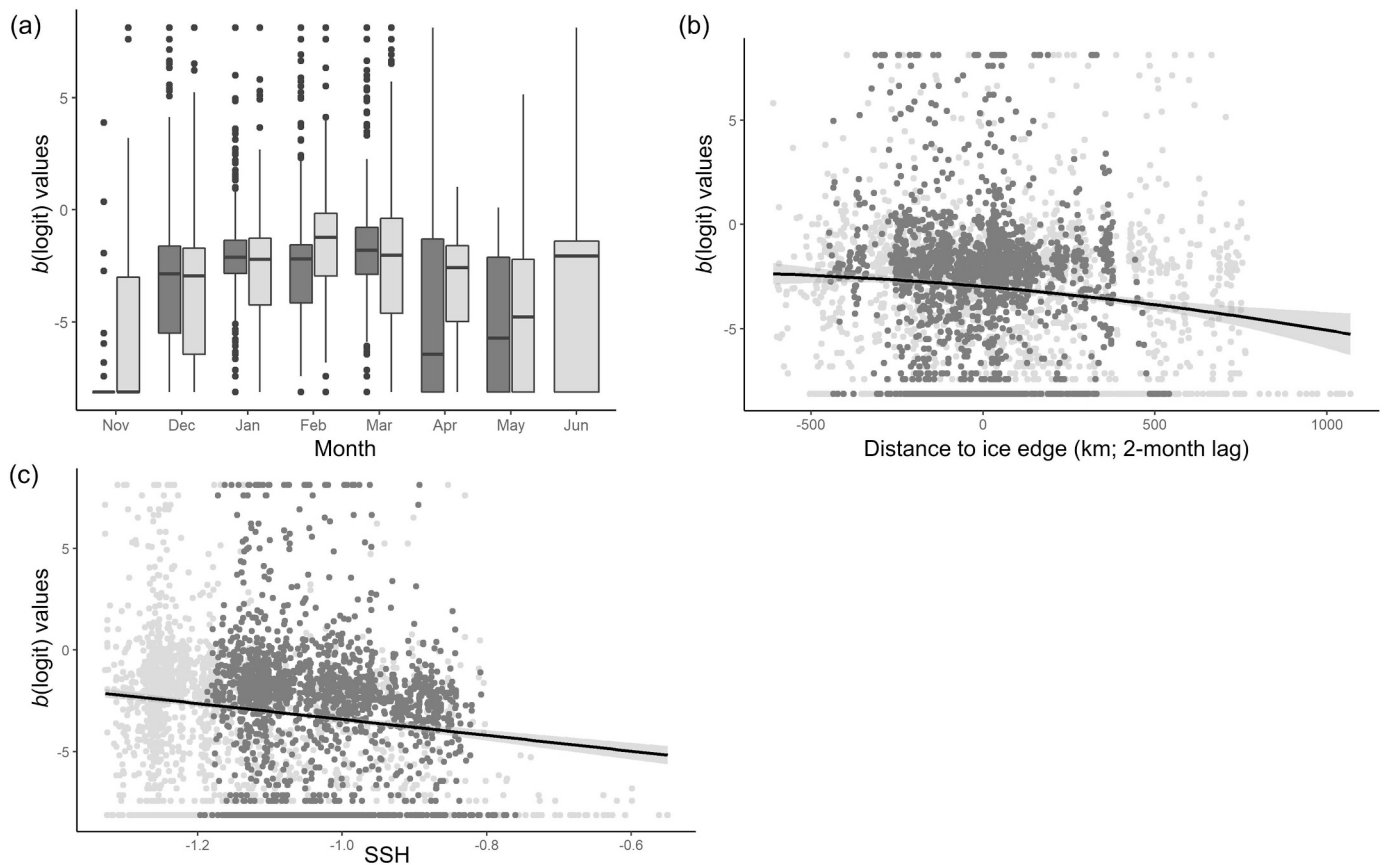 (a)
b(logit) values
5
0
-5
Nov Dec Jan Feb Mar Apr May Jun
Month
(b)
b(logit) values
5
0
-5
-500 0 500 1000
Distance to ice edge (km; 2-month lag)
(c)
b(logit) values
5
0
-5
-1.2 -1.0 -0.8 -0.6
SSH